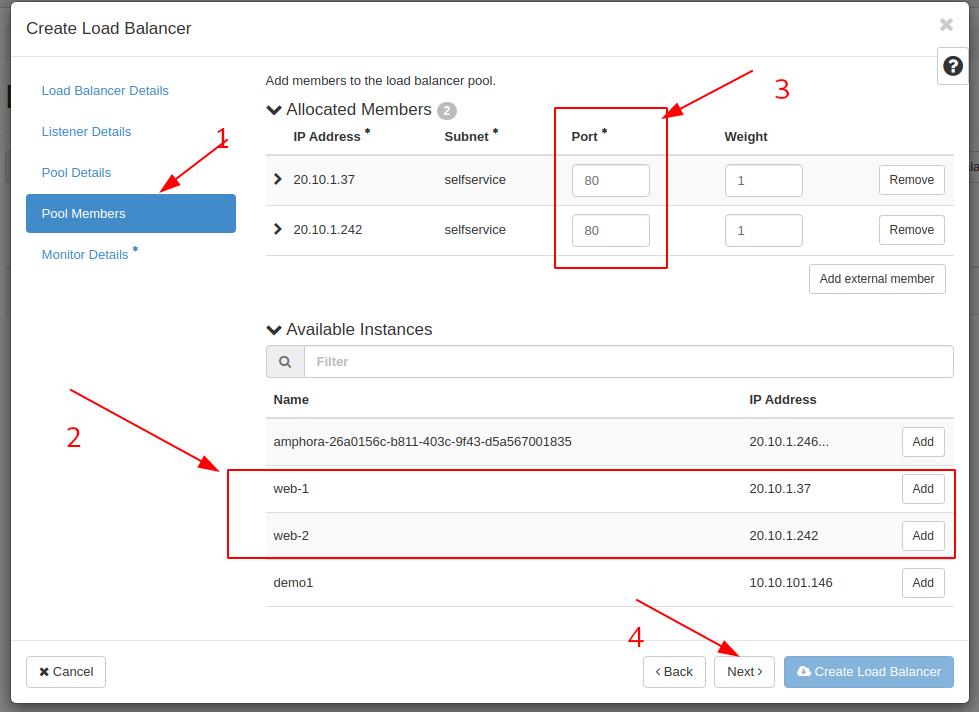 Create Load Balancer
×
?
Load Balancer Details
Listener Details
Pool Details
Pool Members
Monitor Details *
1
2
3
4
Add members to the load balancer pool.
Allocated Members 2
IP Address * Subnet * Port * Weight
20.10.1.37 selfservice 80 1 Remove
20.10.1.242 selfservice 80 1 Remove
Add external member
Available Instances
Filter
Name IP Address
amphora-26a0156c-b811-403c-9f43-d5a567001835 20.10.1.246... Add
web-1 20.10.1.37 Add
web-2 20.10.1.242 Add
demo1 10.10.101.146 Add
× Cancel
‹ Back
Next ›
Create Load Balancer